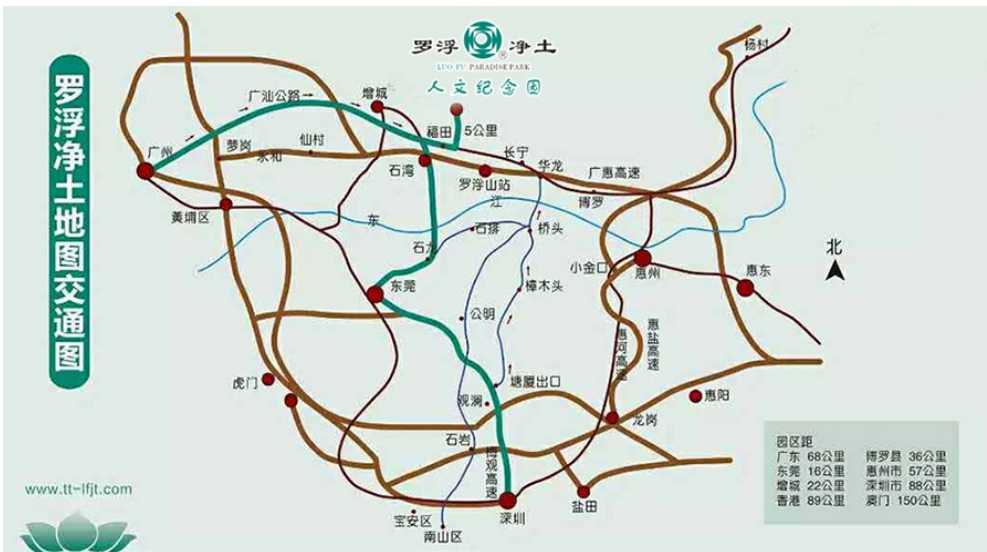 罗浮净土地图交通图
罗浮 ® 净土
LUO FU PARADISE PARK
人文纪念园
杨村
广汕公路
增城
福田
5公里
广州
萝岗
永和
仙村
石湾
长宁
华龙
罗浮山站
广惠高速
博罗
江
黄埔区
东
石龙
石排
桥头
北
小金口
惠州
惠东
东莞
樟木头
公明
惠河高速
惠盐高速
虎门
塘厦出口
观澜
惠阳
龙岗
石岩
梅观高速
园区距
广东 68公里 博罗县 36公里
东莞 16公里 惠州市 57公里
增城 22公里 深圳市 88公里
香港 89公里 澳门 150公里
www.tt-lfjt.com
宝安区
深圳
盐田
南山区